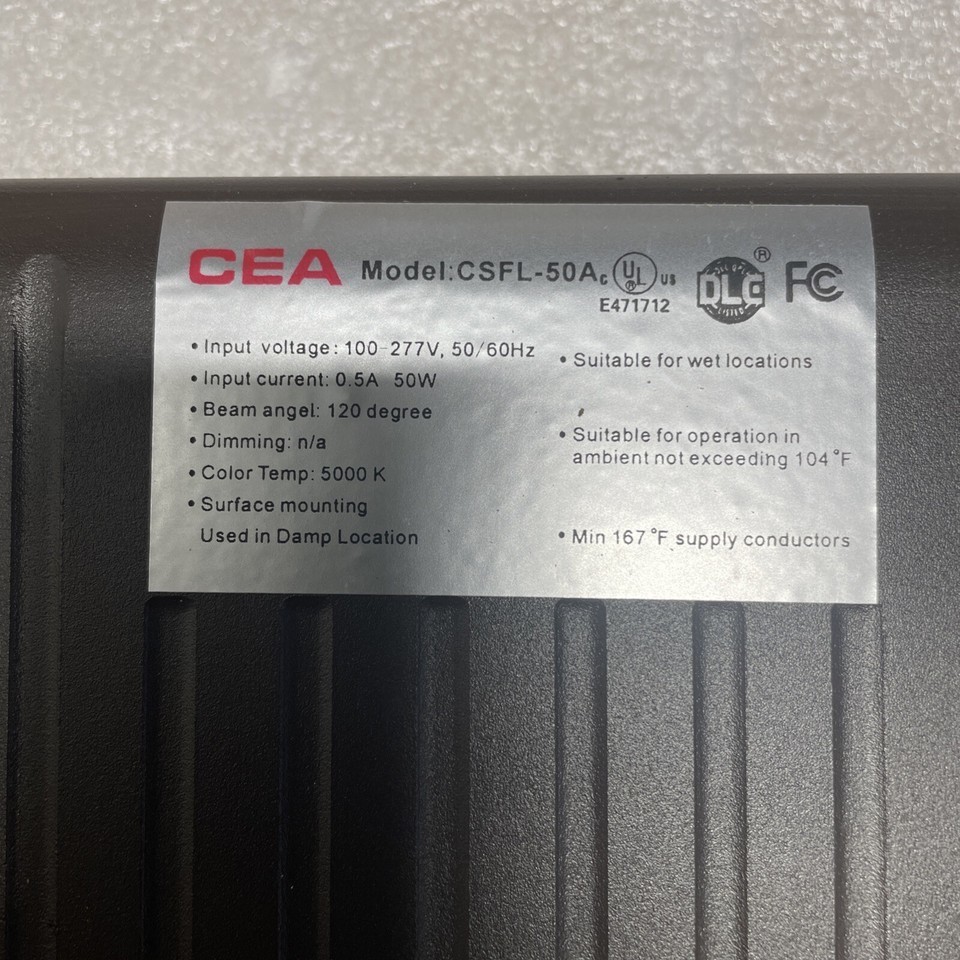 CEA Model:CSFL-50A c UL us DLC ® FC
E471712
• Input voltage: 100-277V, 50/60Hz
• Input current: 0.5A 50W
• Beam angel: 120 degree
• Dimming: n/a
• Color Temp: 5000 K
• Surface mounting
Used in Damp Location
• Suitable for wet locations
• Suitable for operation in
ambient not exceeding 104 °F
• Min 167 °F supply conductors